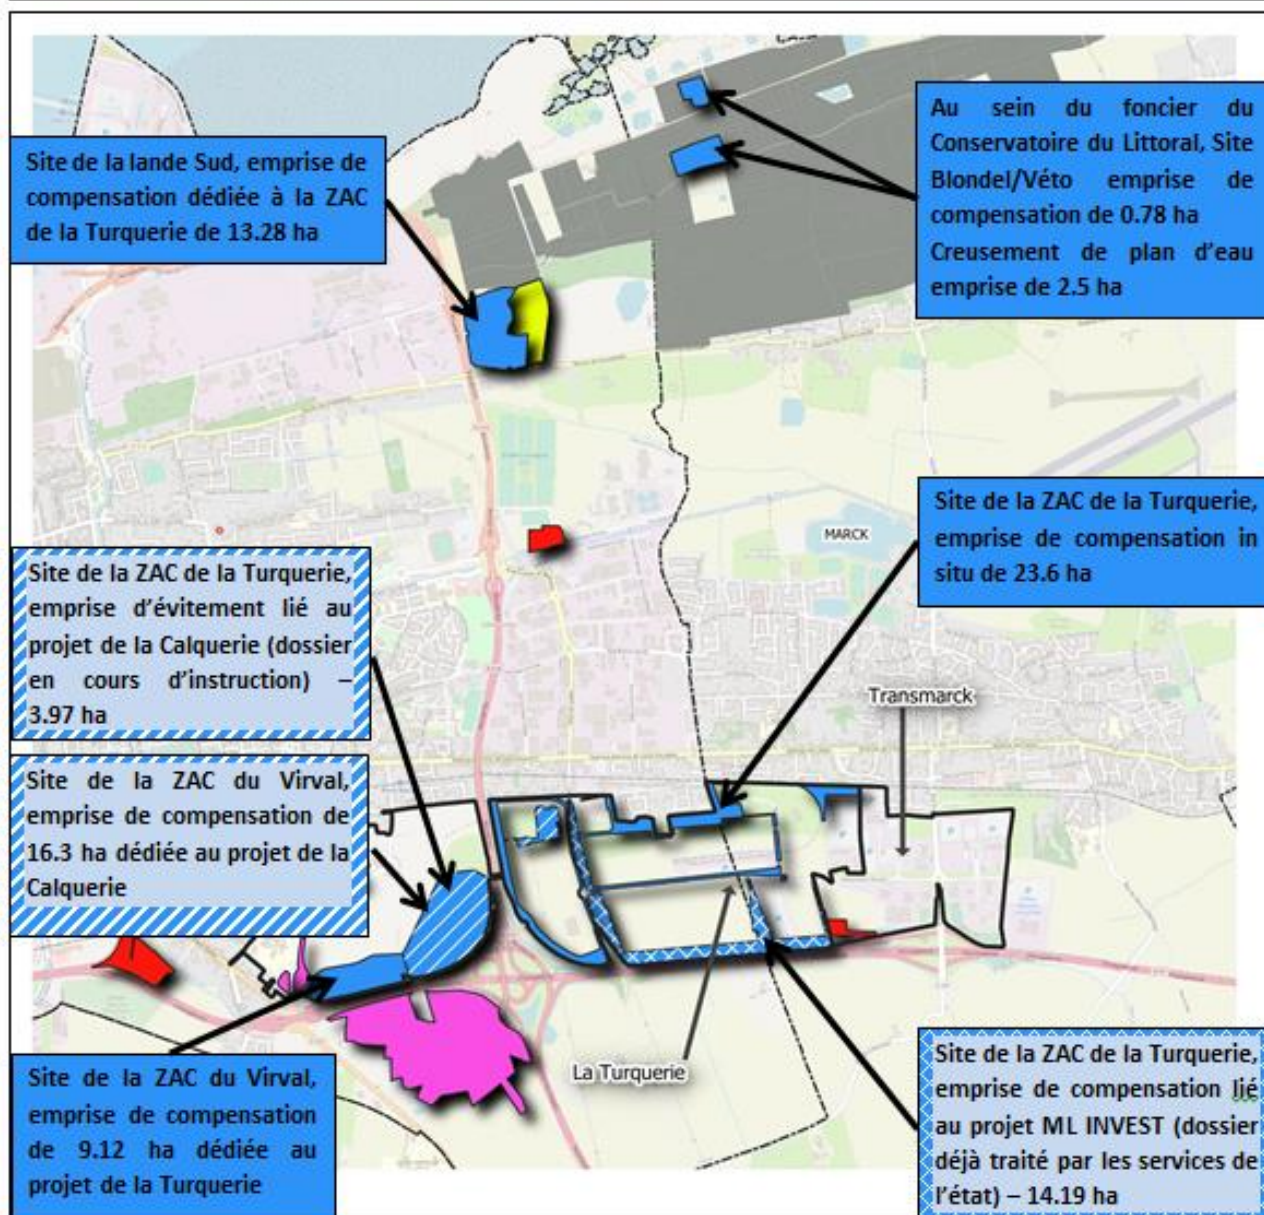 Site de la lande Sud, emprise de
compensation dédiée à la ZAC
de la Turquerie de 13.28 ha
Au sein du foncier du
Conservatoire du Littoral, Site
Blondel/Véto emprise de
compensation de 0.78 ha
Creusement de plan d'eau
emprise de 2.5 ha
Site de la ZAC de la Turquerie,
emprise de compensation in
situ de 23.6 ha
MARCK
Site de la ZAC de la Turquerie,
emprise d'évitement lié au
projet de la Calquerie (dossier
en cours d'instruction) –
3.97 ha
Transmarck
Site de la ZAC du Virval,
emprise de compensation de
16.3 ha dédiée au projet de la
Calquerie
La Turquerie
Site de la ZAC du Virval,
emprise de compensation
de 9.12 ha dédiée au
projet de la Turquerie
Site de la ZAC de la Turquerie,
emprise de compensation lié
au projet ML INVEST (dossier
déjà traité par les services de
l'état) – 14.19 ha